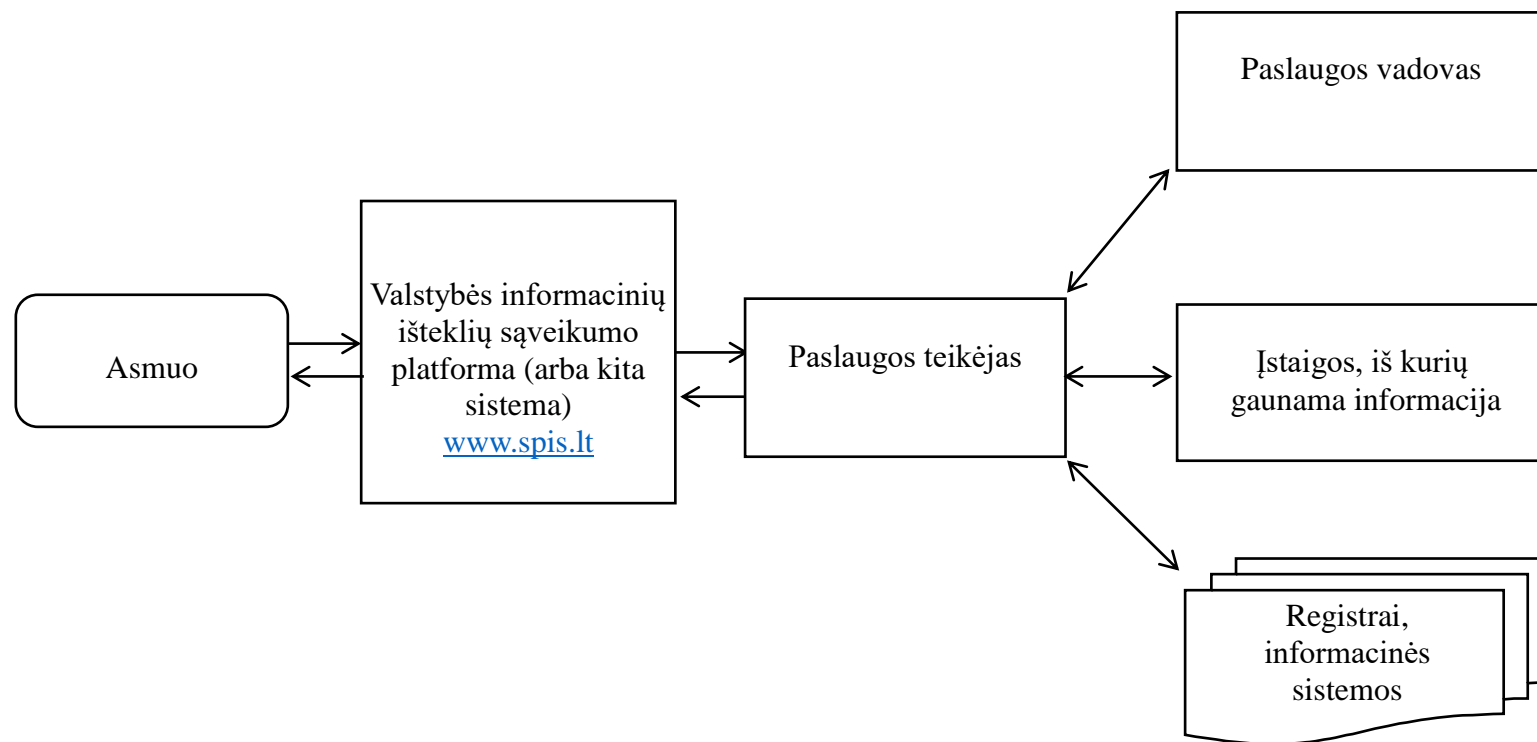 Asmuo
Valstybės informacinių
išteklių sąveikumo
platforma (arba kita
sistema)
www.spis.lt
Paslaugos teikėjas
Paslaugos vadovas
Įstaigos, iš kurių
gaunama informacija
Registrai,
informacinės
sistemos